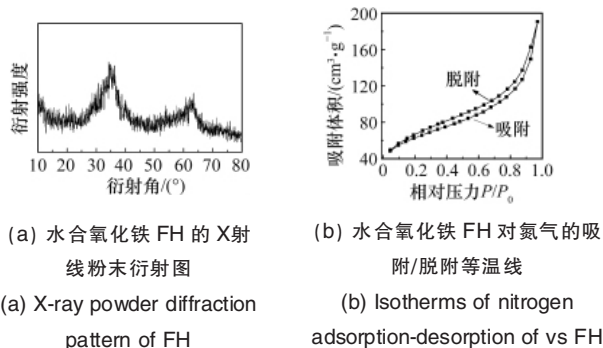 衍射强度
10 20 30 40 50 60 70 80
衍射角/(°)
吸附体积/(cm³·g⁻¹)
200
160
120
80
40
脱附
吸附
0 0.2 0.4 0.6 0.8 1.0
相对压力P/P₀
(a) 水合氧化铁 FH 的 X射
线粉末衍射图
(a) X-ray powder diffraction
pattern of FH
(b) 水合氧化铁 FH 对氮气的吸
附/脱附等温线
(b) Isotherms of nitrogen
adsorption-desorption of vs FH